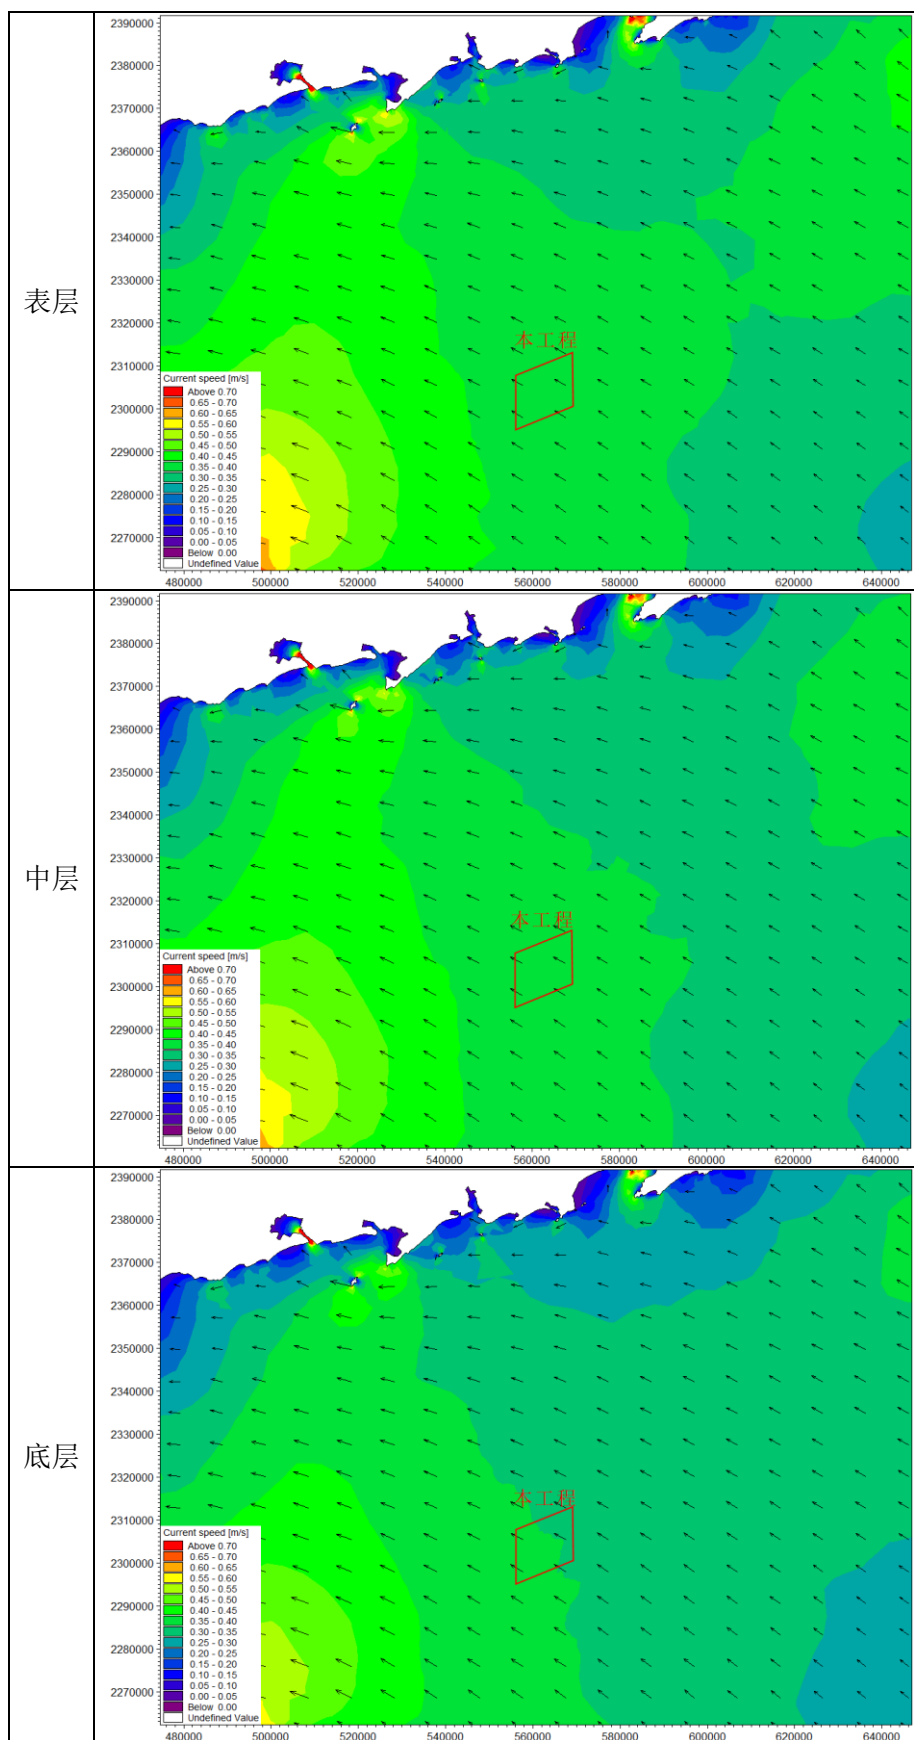 表层
2390000
2380000
2370000
2360000
2350000
2340000
2330000
2320000
2310000
2300000
2290000
2280000
2270000
本工程
Current speed [m/s]
Above 0.70
0.65 - 0.70
0.60 - 0.65
0.55 - 0.60
0.50 - 0.55
0.45 - 0.50
0.40 - 0.45
0.35 - 0.40
0.30 - 0.35
0.25 - 0.30
0.20 - 0.25
0.15 - 0.20
0.10 - 0.15
0.05 - 0.10
0.00 - 0.05
Below 0.00
Undefined Value
480000 500000 520000 540000 560000 580000 600000 620000 640000
中层
2390000
2380000
2370000
2360000
2350000
2340000
2330000
2320000
2310000
2300000
2290000
2280000
2270000
本工程
Current speed [m/s]
Above 0.70
0.65 - 0.70
0.60 - 0.65
0.55 - 0.60
0.50 - 0.55
0.45 - 0.50
0.40 - 0.45
0.35 - 0.40
0.30 - 0.35
0.25 - 0.30
0.20 - 0.25
0.15 - 0.20
0.10 - 0.15
0.05 - 0.10
0.00 - 0.05
Below 0.00
Undefined Value
480000 500000 520000 540000 560000 580000 600000 620000 640000
底层
2390000
2380000
2370000
2360000
2350000
2340000
2330000
2320000
2310000
2300000
2290000
2280000
2270000
本工程
Current speed [m/s]
Above 0.70
0.65 - 0.70
0.60 - 0.65
0.55 - 0.60
0.50 - 0.55
0.45 - 0.50
0.40 - 0.45
0.35 - 0.40
0.30 - 0.35
0.25 - 0.30
0.20 - 0.25
0.15 - 0.20
0.10 - 0.15
0.05 - 0.10
0.00 - 0.05
Below 0.00
Undefined Value
480000 500000 520000 540000 560000 580000 600000 620000 640000